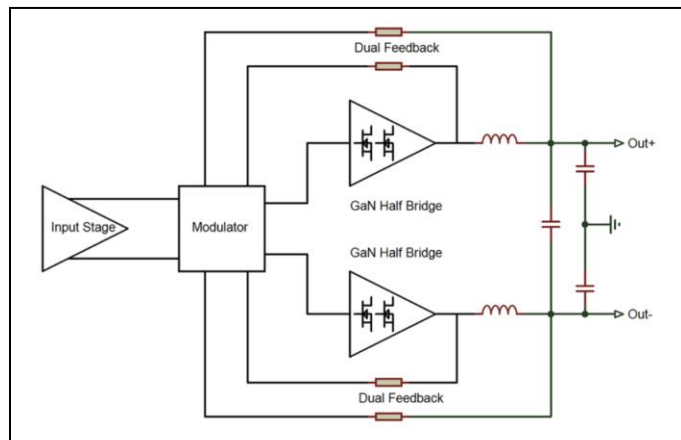 Dual Feedback
Out+
GaN Half Bridge
Input Stage
Modulator
GaN Half Bridge
Out-
Dual Feedback